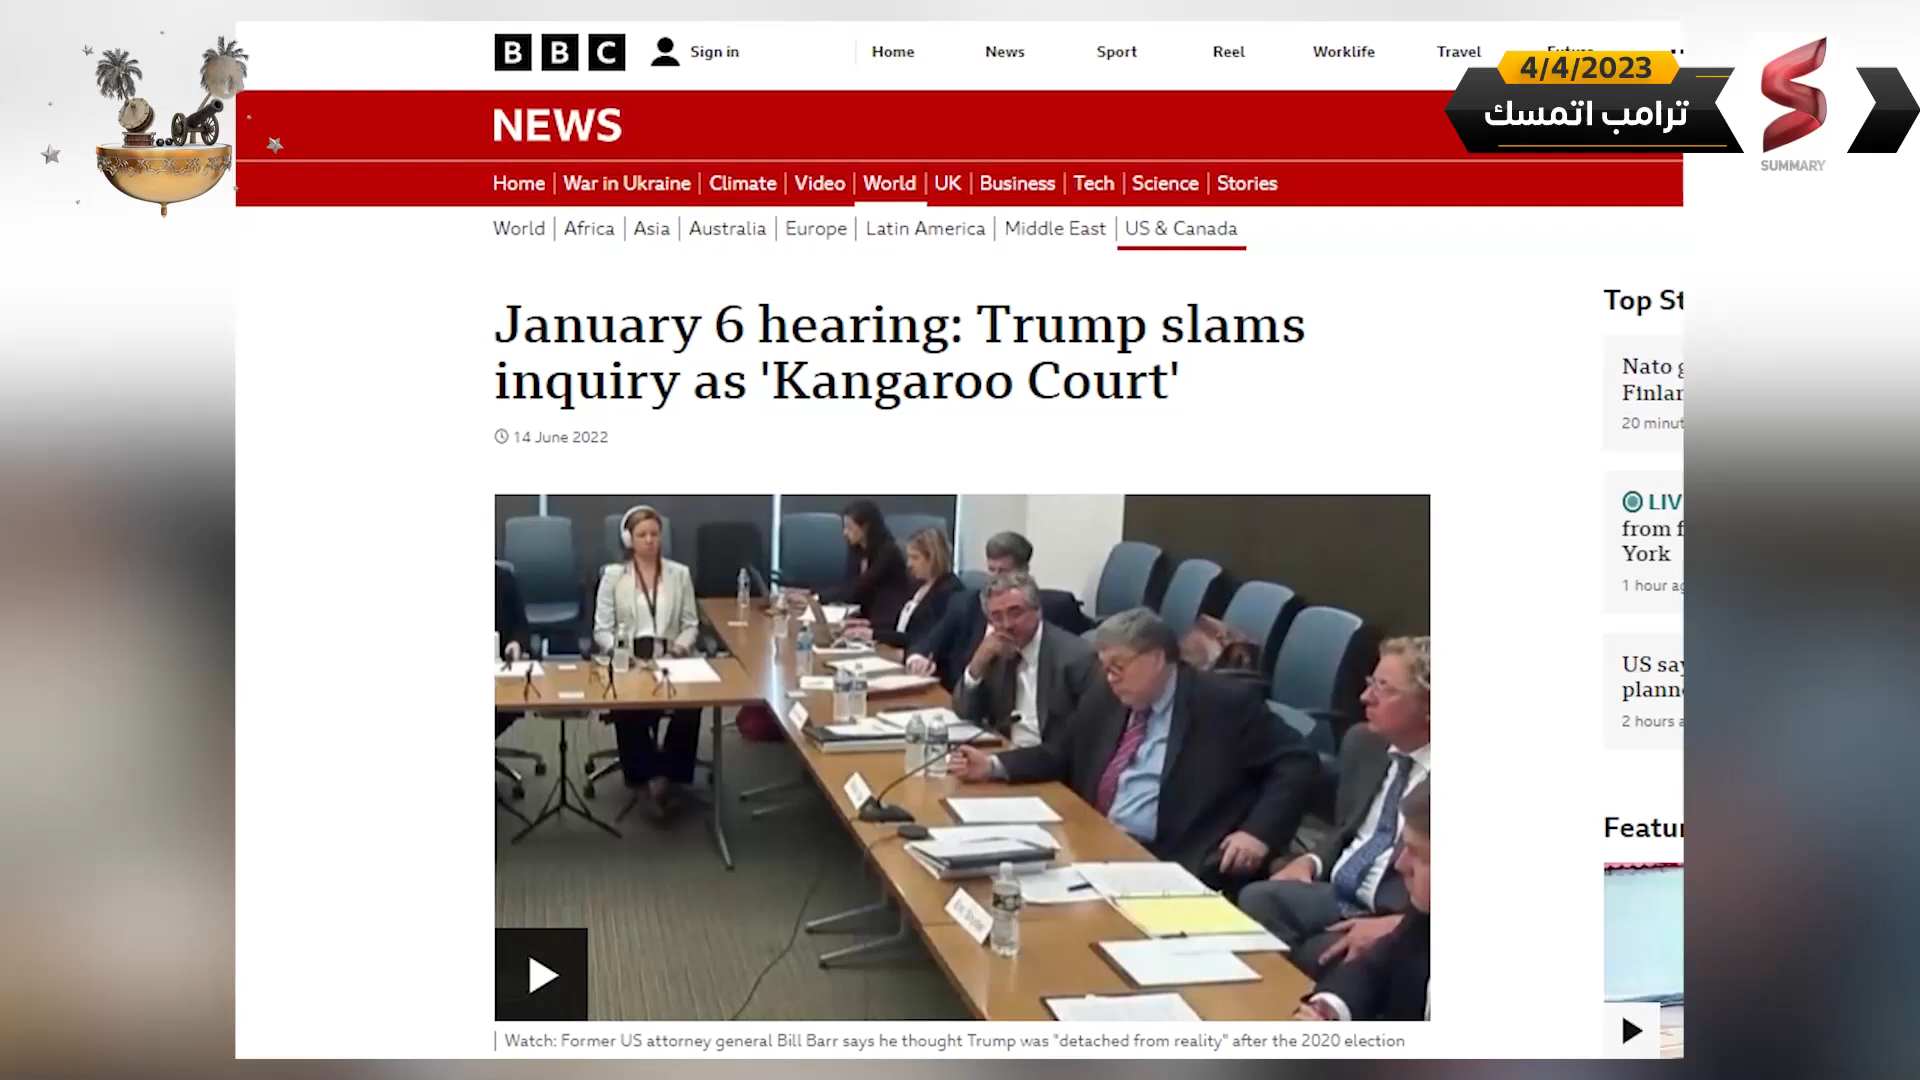 BBC
Sign in
Home
News
Sport
Reel
Worklife
Travel
4/4/2023
ترامب اتمسك
SUMMARY
NEWS
Home
War in Ukraine
Climate
Video
World
UK
Business
Tech
Science
Stories
World
Africa
Asia
Australia
Europe
Latin America
Middle East
US & Canada
January 6 hearing: Trump slams
inquiry as 'Kangaroo Court'
14 June 2022
Watch: Former US attorney general Bill Barr says he thought Trump was "detached from reality" after the 2020 election
Top St
Nato
Finlar
20 minut
LIV
from f
York
1 hour ag
US say
plann
2 hours a
Featur